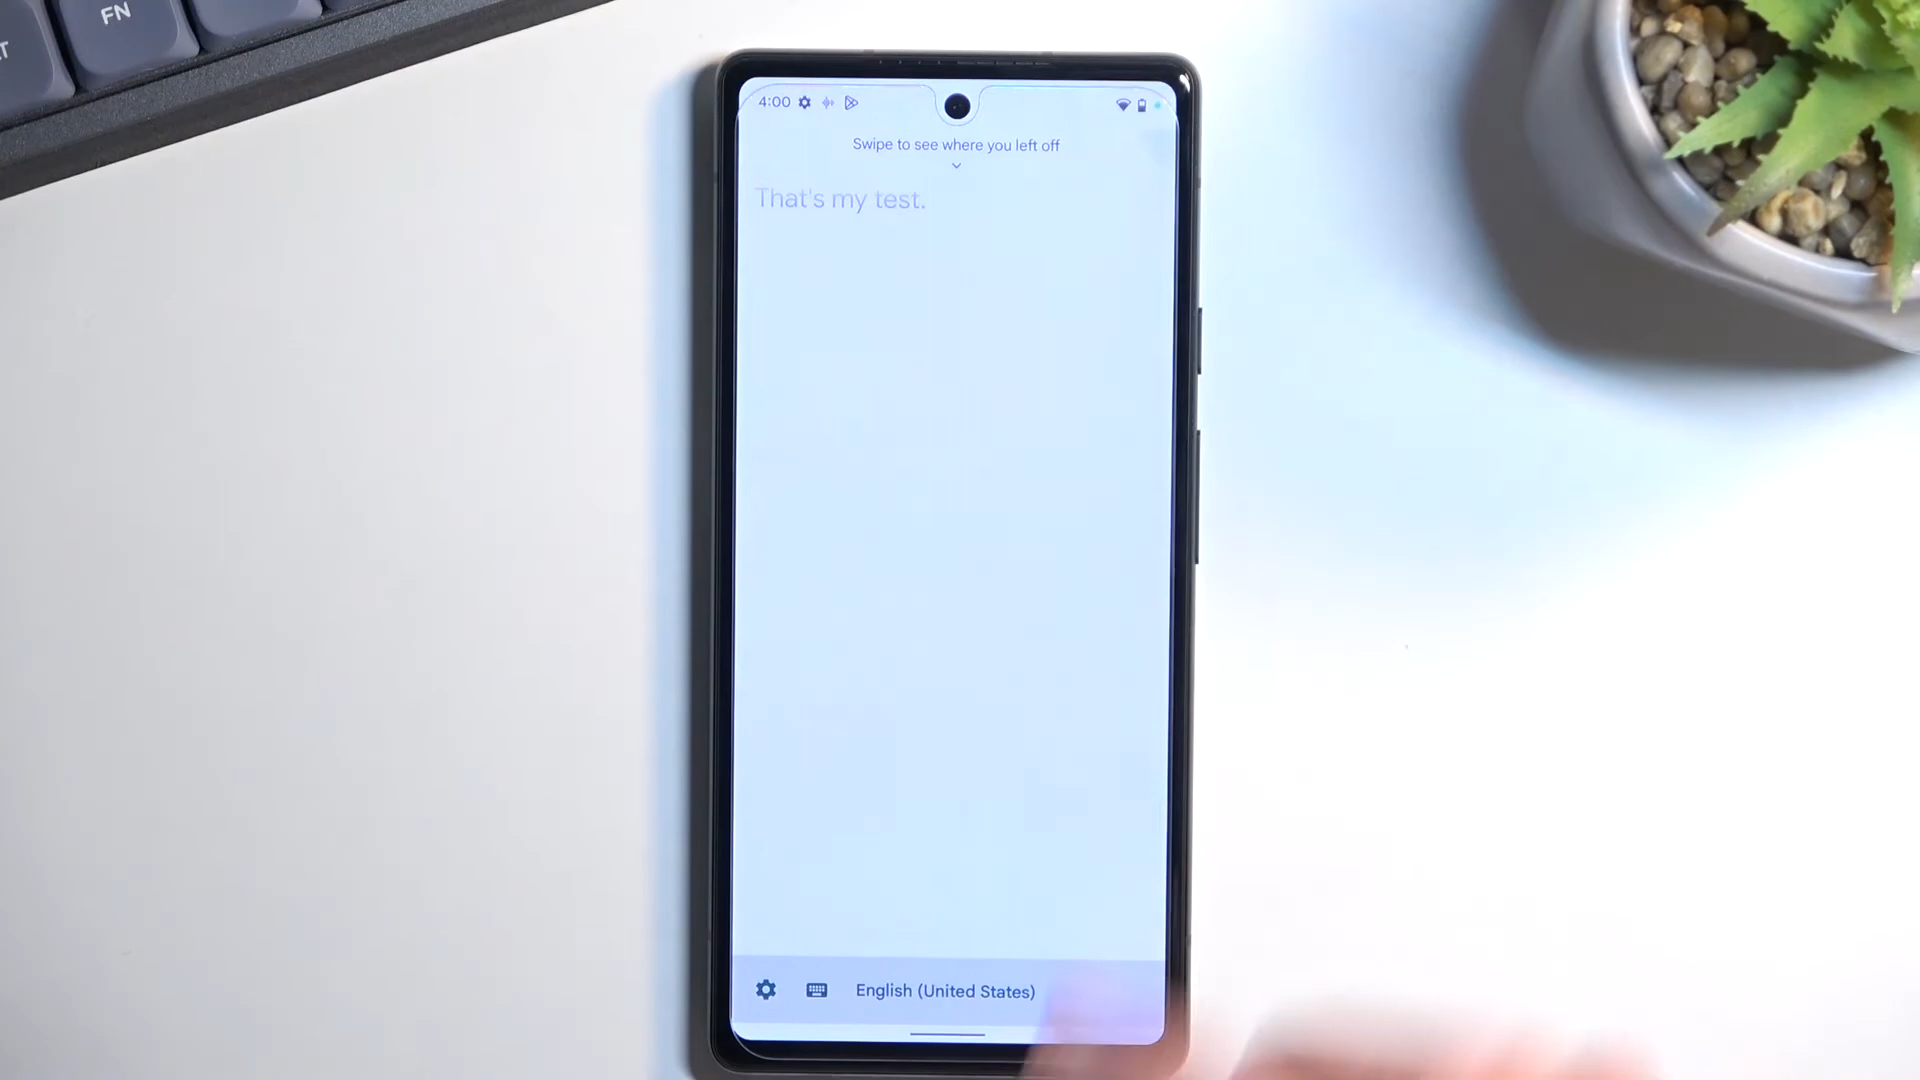 FN
4:00
Swipe to see where you left off
That's my test.
English (United States)